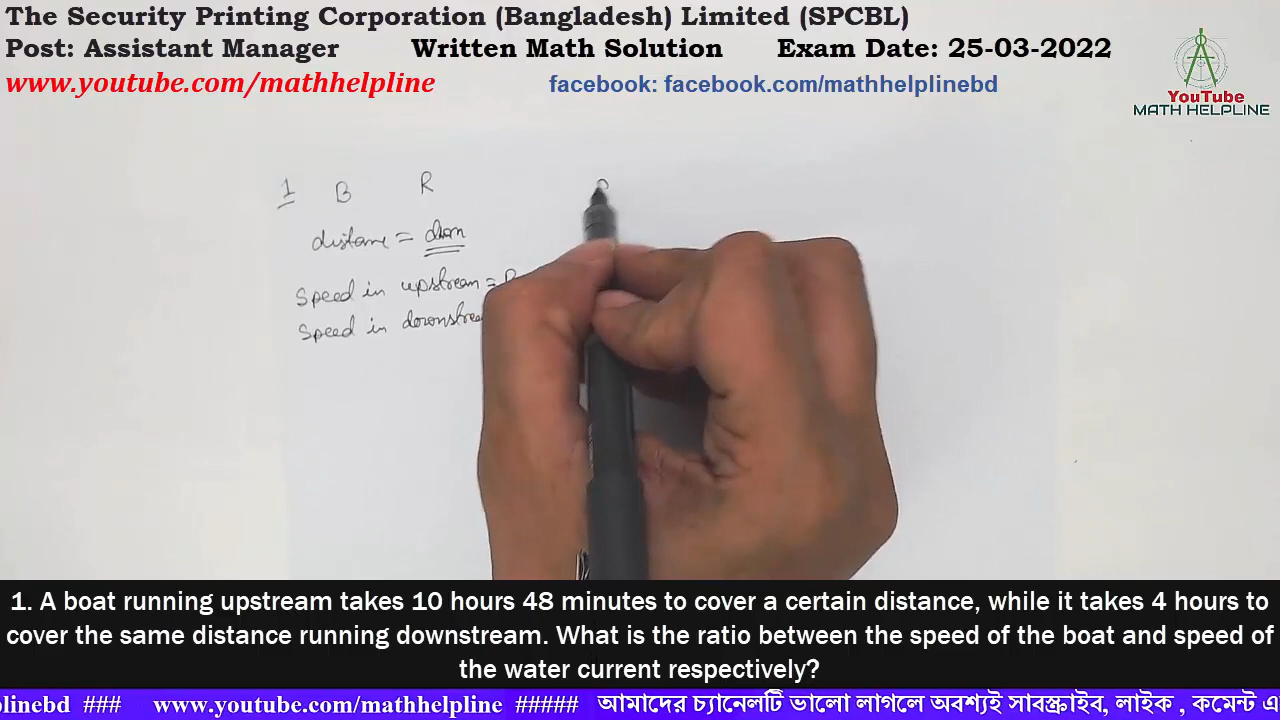 The Security Printing Corporation (Bangladesh) Limited (SPCBL)
Post: Assistant Manager Written Math Solution Exam Date: 25-03-2022
www.youtube.com/mathhelpline facebook: facebook.com/mathhelplinebd
YouTube
MATH HELPLINE
1 B R
distane =
Speed in upstream =
Speed in downstrea
1. A boat running upstream takes 10 hours 48 minutes to cover a certain distance, while it takes 4 hours to
cover the same distance running downstream. What is the ratio between the speed of the boat and speed of
the water current respectively?
plinebd ### www.youtube.com/mathhelpline #### আমাদের চ্যানেলটি ভালো লাগলে অবশ্যই সাবস্ক্রাইব, লাইক , কমেন্ট এ